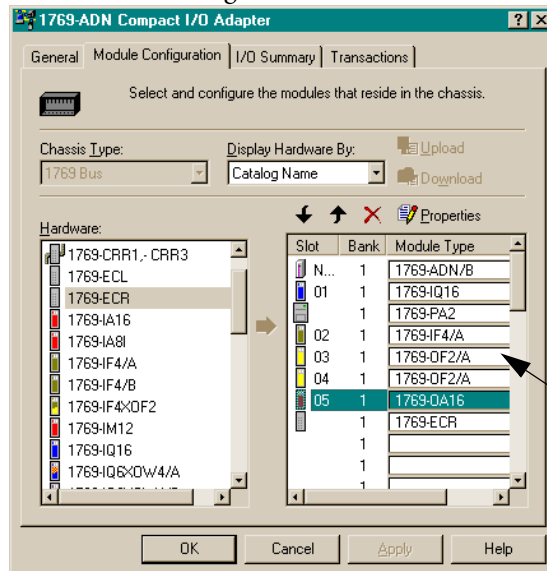 1769-ADN Compact I/O Adapter
General Module Configuration I/O Summary Transactions
Select and configure the modules that reside in the chassis.
Chassis Type: Display Hardware By: Upload
1769 Bus Catalog Name Download
Properties
Hardware:
Slot Bank Module Type
N... 1 1769-ADN/B
01 1 1769-IQ16
1 1769-PA2
02 1 1769-IF4/A
03 1 1769-OF2/A
04 1 1769-OF2/A
05 1 1769-OA16
1 1769-ECR
1
1
1
1769-CRR1,- CRR3
1769-ECL
1769-ECR
1769-IA16
1769-IA8I
1769-IF4/A
1769-IF4/B
1769-IF4XOF2
1769-IM12
1769-IQ16
1769-IQ6XOW4/A
OK Cancel Apply Help